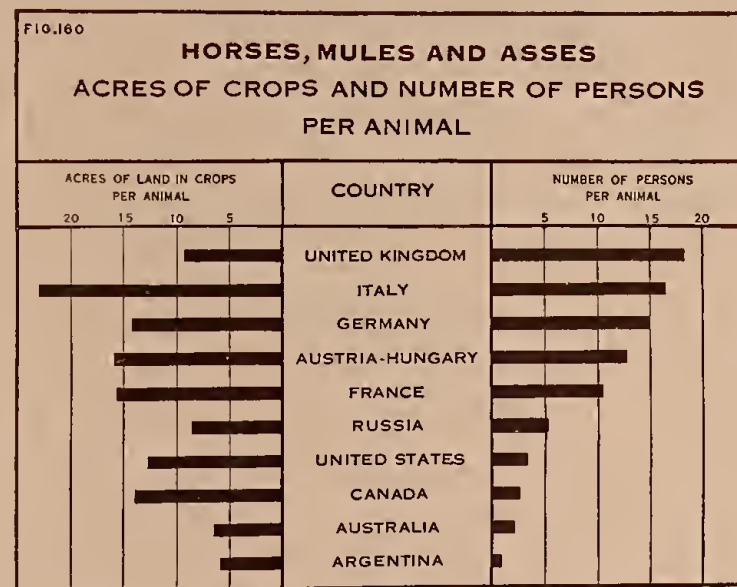 FIG.160
HORSES, MULES AND ASSES
ACRES OF CROPS AND NUMBER OF PERSONS
PER ANIMAL
ACRES OF LAND IN CROPS
PER ANIMAL
20 15 10 5
COUNTRY
NUMBER OF PERSONS
PER ANIMAL
5 10 15 20
UNITED KINGDOM
ITALY
GERMANY
AUSTRIA-HUNGARY
FRANCE
RUSSIA
UNITED STATES
CANADA
AUSTRALIA
ARGENTINA